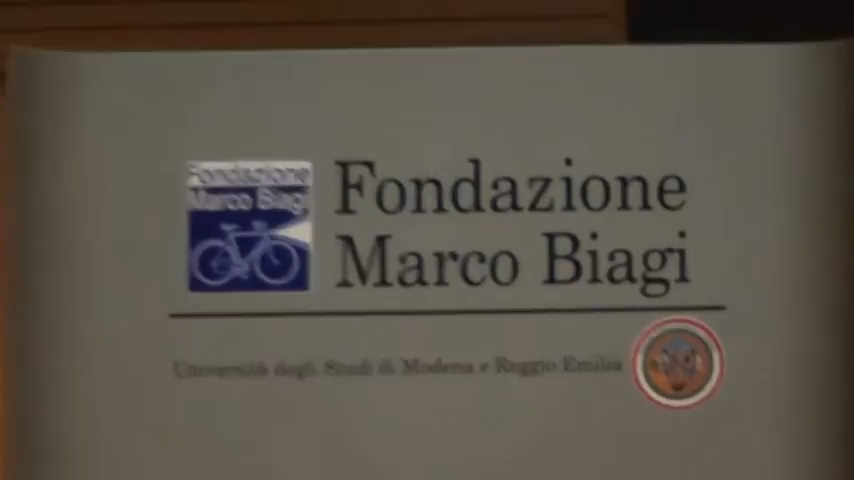 Fondazione
Marco Biagi
Fondazione
Marco Biagi
Università degli Studi di Modena e Reggio Emilia